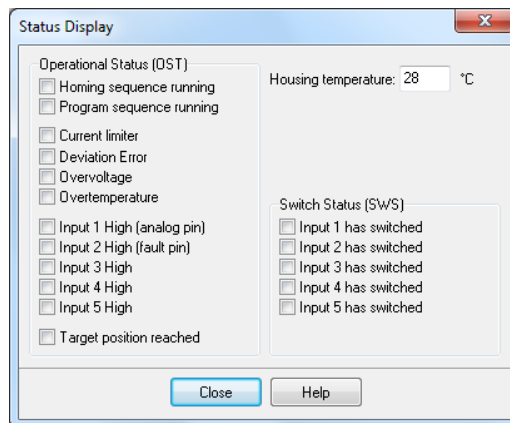 Status Display
Operational Status (OST)
Homing sequence running
Program sequence running
Current limiter
Deviation Error
Overvoltage
Overtemperature
Input 1 High (analog pin)
Input 2 High (fault pin)
Input 3 High
Input 4 High
Input 5 High
Target position reached
Housing temperature: 28 °C
Switch Status (SWS)
Input 1 has switched
Input 2 has switched
Input 3 has switched
Input 4 has switched
Input 5 has switched
Close
Help